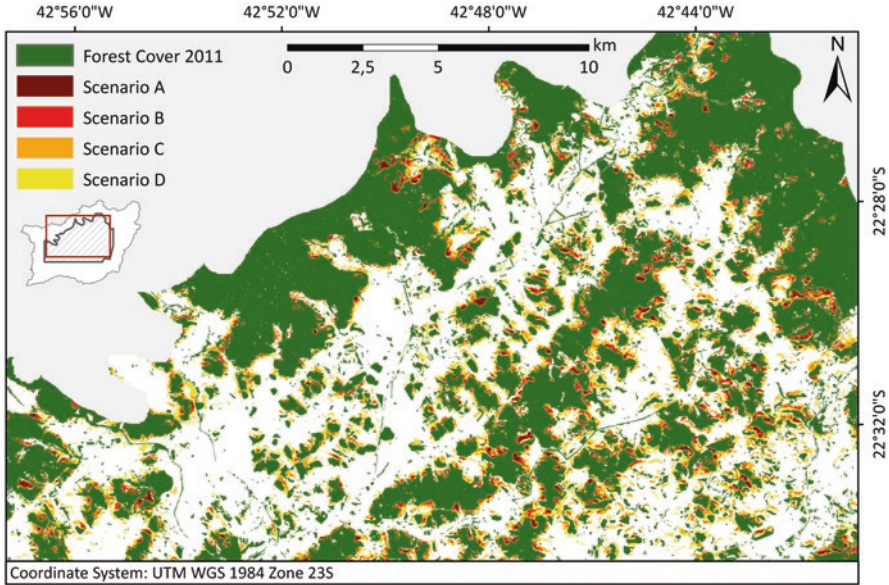 42°56'0"W 42°52'0"W 42°48'0"W 42°44'0"W
Forest Cover 2011
Scenario A
Scenario B
Scenario C
Scenario D
km
0 2,5 5 10
N
22°28'0"S
22°32'0"S
Coordinate System: UTM WGS 1984 Zone 23S